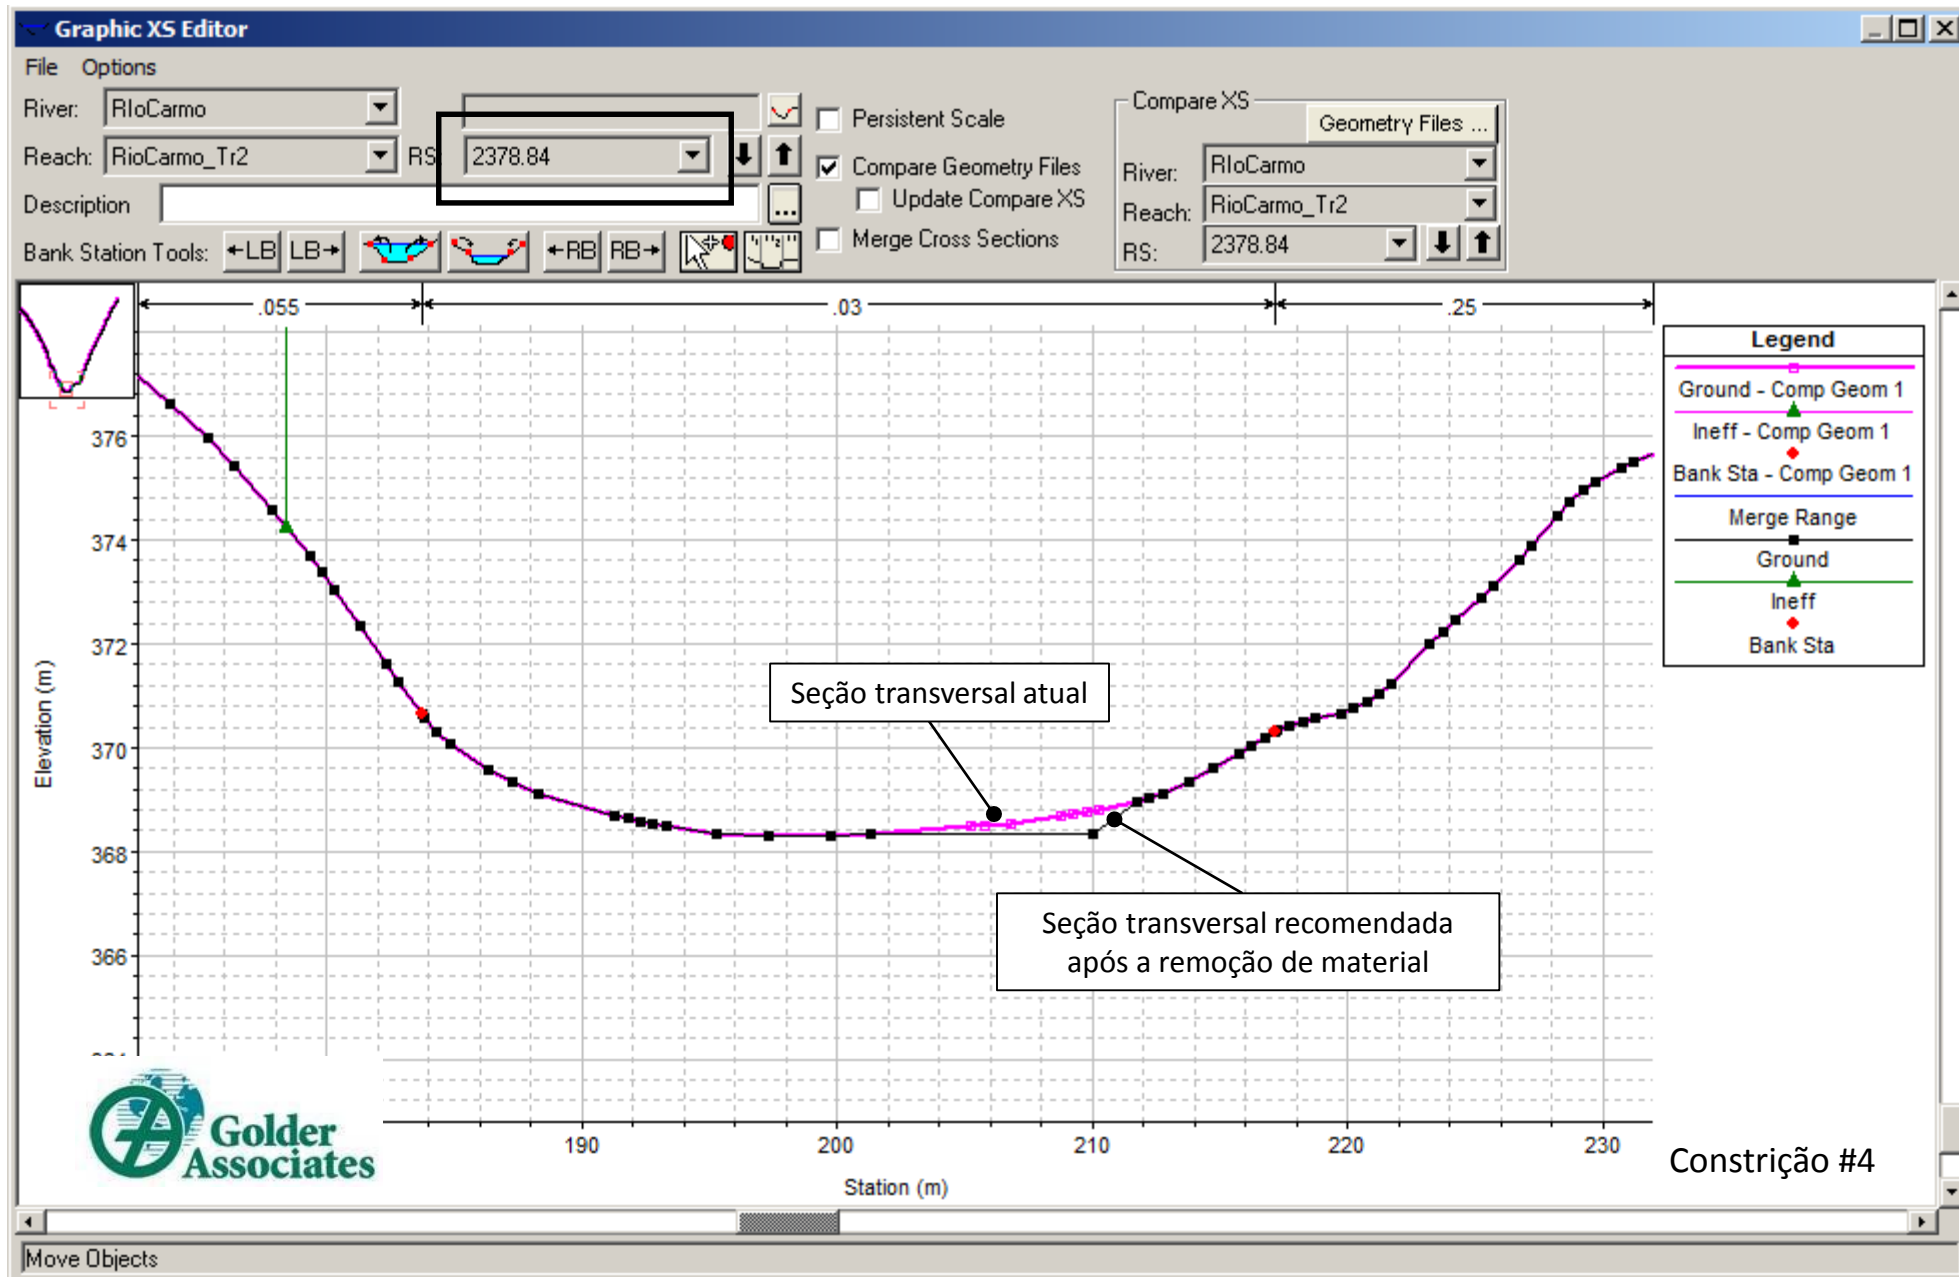 Graphic XS Editor
File Options
River: RIoCarmo
Reach: RioCarmo_Tr2 RS 2378.84
Description ...
Bank Station Tools: LB LB RB RB
Persistent Scale
Compare Geometry Files
Update Compare XS
Merge Cross Sections
Compare XS
Geometry Files ...
River: RIoCarmo
Reach: RioCarmo_Tr2
RS: 2378.84
.055 .03 .25
Legend
Ground - Comp Geom 1
Ineff - Comp Geom 1
Bank Sta - Comp Geom 1
Merge Range
Ground
Ineff
Bank Sta
376
374
372
370
368
366
Elevation (m)
Seção transversal atual
Seção transversal recomendada
após a remoção de material
190 200 210 220 230
Station (m)
Golder
Associates
Constrição #4
Move Objects